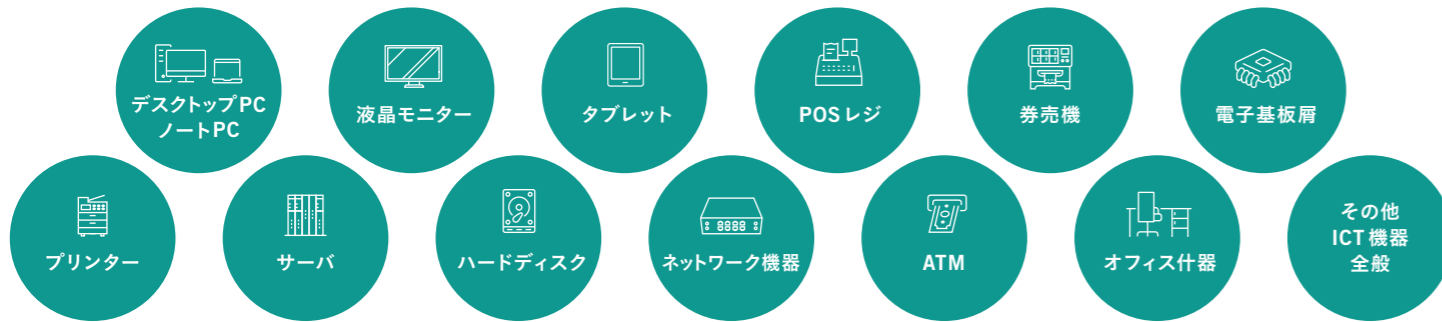 デスクトップPC
ノートPC
液晶モニター
タブレット
POSレジ
券売機
電子基板屑
プリンター
サーバ
ハードディスク
8888
ネットワーク機器
ATM
オフィス什器
その他
ICT機器
全般